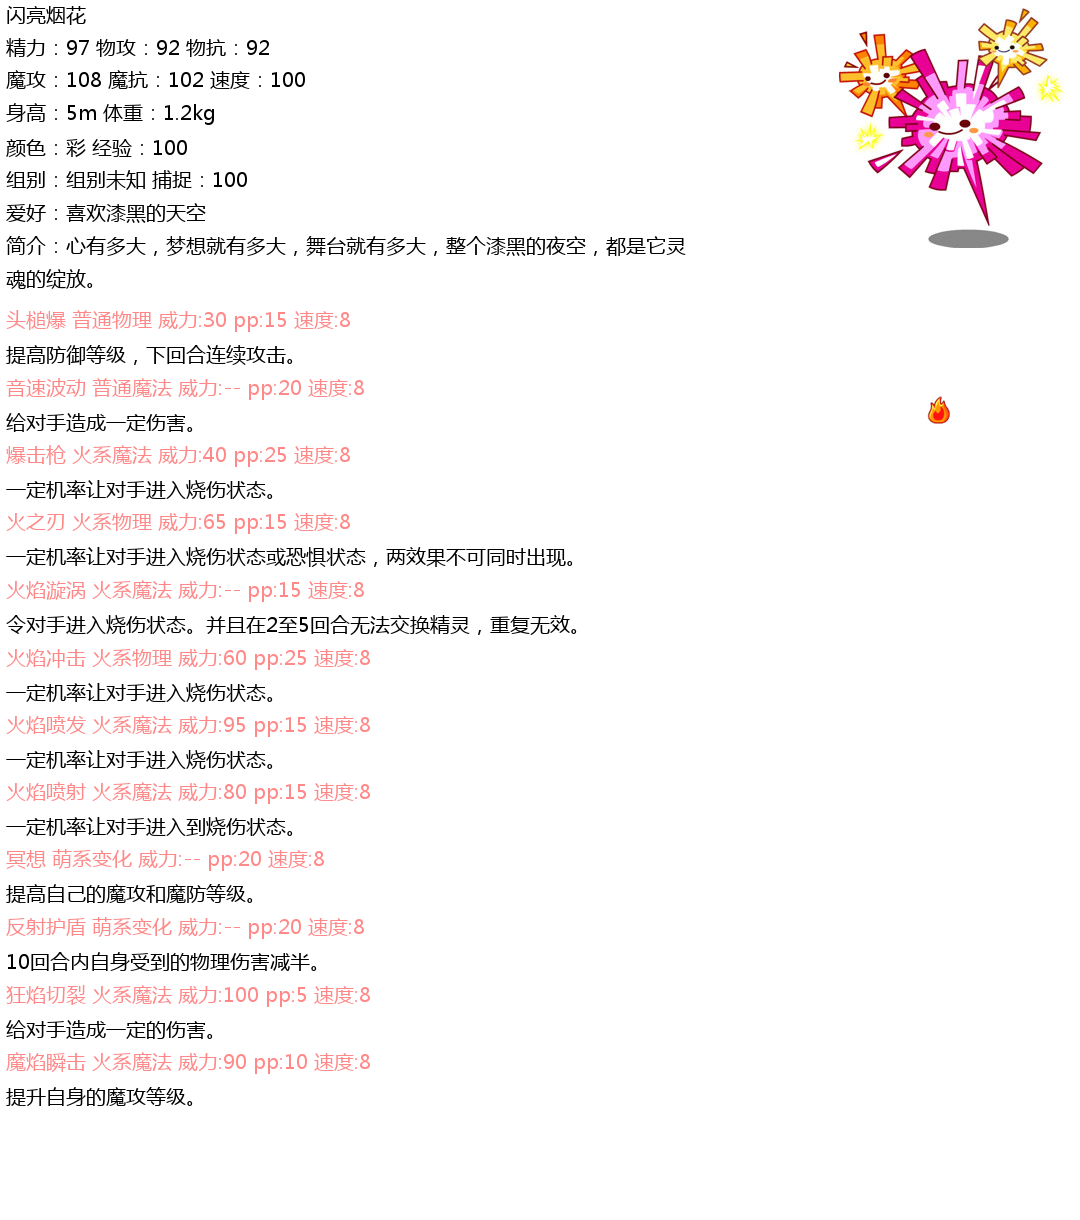 闪亮烟花
精力：97 物攻：92 物抗：92
魔攻：108 魔抗：102 速度：100
身高：5m 体重：1.2kg
颜色：彩 经验：100
组别：组别未知 捕捉：100
爱好：喜欢漆黑的天空
简介：心有多大，梦想就有多大，舞台就有多大，整个漆黑的夜空，都是它灵
魂的绽放。
头槌爆 普通物理 威力:30 pp:15 速度:8
提高防御等级，下回合连续攻击。
音速波动 普通魔法 威力:-- pp:20 速度:8
给对手造成一定伤害。
爆击枪 火系魔法 威力:40 pp:25 速度:8
一定机率让对手进入烧伤状态。
火之刃 火系物理 威力:65 pp:15 速度:8
一定机率让对手进入烧伤状态或恐惧状态，两效果不可同时出现。
火焰漩涡 火系魔法 威力:-- pp:15 速度:8
令对手进入烧伤状态。并且在2至5回合无法交换精灵，重复无效。
火焰冲击 火系物理 威力:60 pp:25 速度:8
一定机率让对手进入烧伤状态。
火焰喷发 火系魔法 威力:95 pp:15 速度:8
一定机率让对手进入烧伤状态。
火焰喷射 火系魔法 威力:80 pp:15 速度:8
一定机率让对手进入到烧伤状态。
冥想 萌系变化 威力:-- pp:20 速度:8
提高自己的魔攻和魔防等级。
反射护盾 萌系变化 威力:-- pp:20 速度:8
10回合内自身受到的物理伤害减半。
狂焰切裂 火系魔法 威力:100 pp:5 速度:8
给对手造成一定的伤害。
魔焰瞬击 火系魔法 威力:90 pp:10 速度:8
提升自身的魔攻等级。